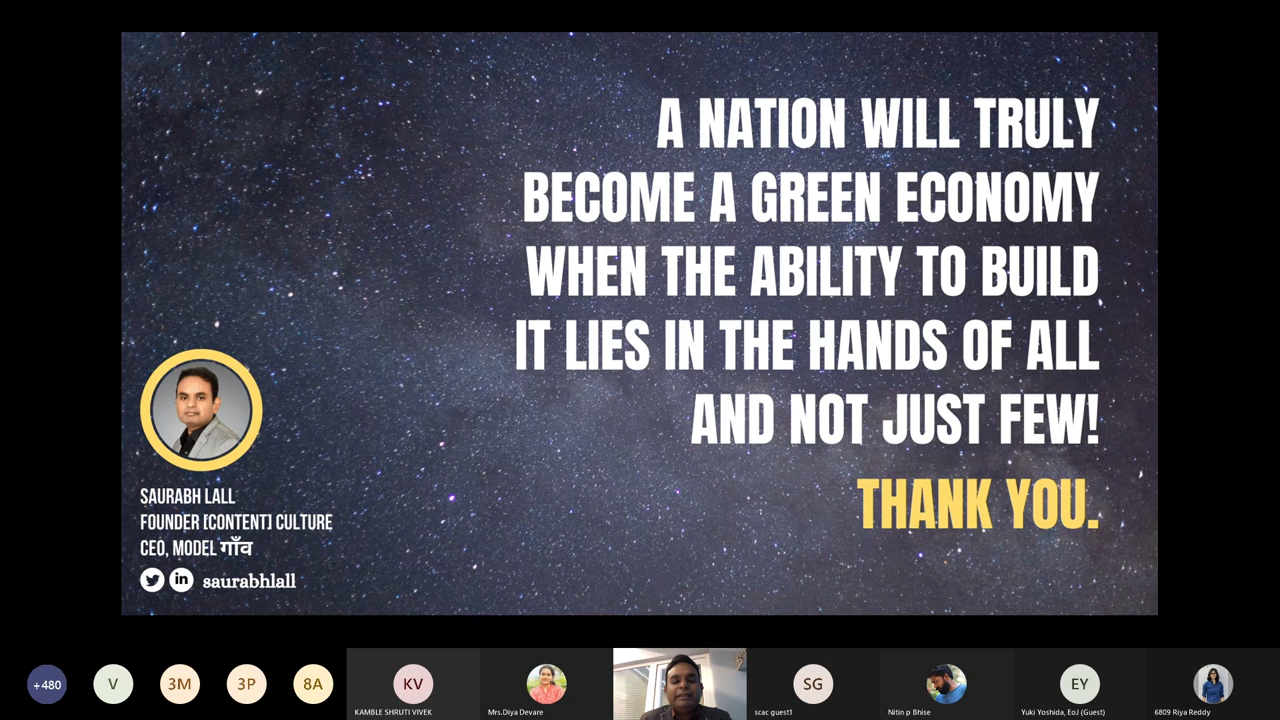 A NATION WILL TRULY
BECOME A GREEN ECONOMY
WHEN THE ABILITY TO BUILD
IT LIES IN THE HANDS OF ALL
AND NOT JUST FEW!
THANK YOU.
SAURABH LALL
FOUNDER [CONTENT] CULTURE
CEO, MODEL गाँव
in saurabhlall
+480
V
3M
3P
8A
KV
KAMBLE SHRUTI VIVEK
Mrs.Diya Devare
SG
scac guest1
Nitin p Bhise
EY
Yuki Yoshida, EoJ (Guest)
6809 Riya Reddy